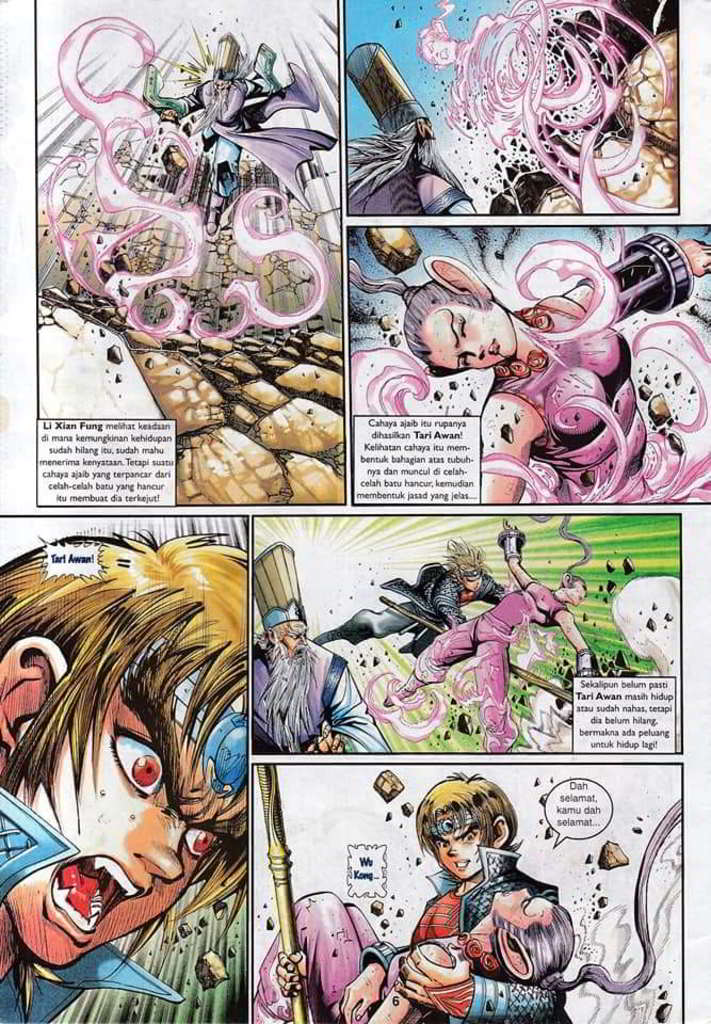 Li Xian Fung melihat keadaan
di mana kemungkinan kehidupan
sudah hilang itu, sudah mahu
menerima kenyataan. Tetapi suatu
cahaya ajaib yang terpancar dari
celah-celah batu yang hancur
itu membuat dia terkejut!
Cahaya ajaib itu rupanya
dihasilkan Tari Awan!
Kelihatan cahaya itu mem-
bentuk bahagian atas tubuh-
nya dan muncul di celah-
celah batu hancur, kemudian
membentuk jasad yang jelas...
Tari Awan!
Sekalipun belum pasti
Tari Awan masih hidup
atau sudah nahas, tetapi
dia belum hilang,
bermakna ada peluang
untuk hidup lagi!
Dah
selamat,
kamu dah
selamat...
Wu
Kong...
6